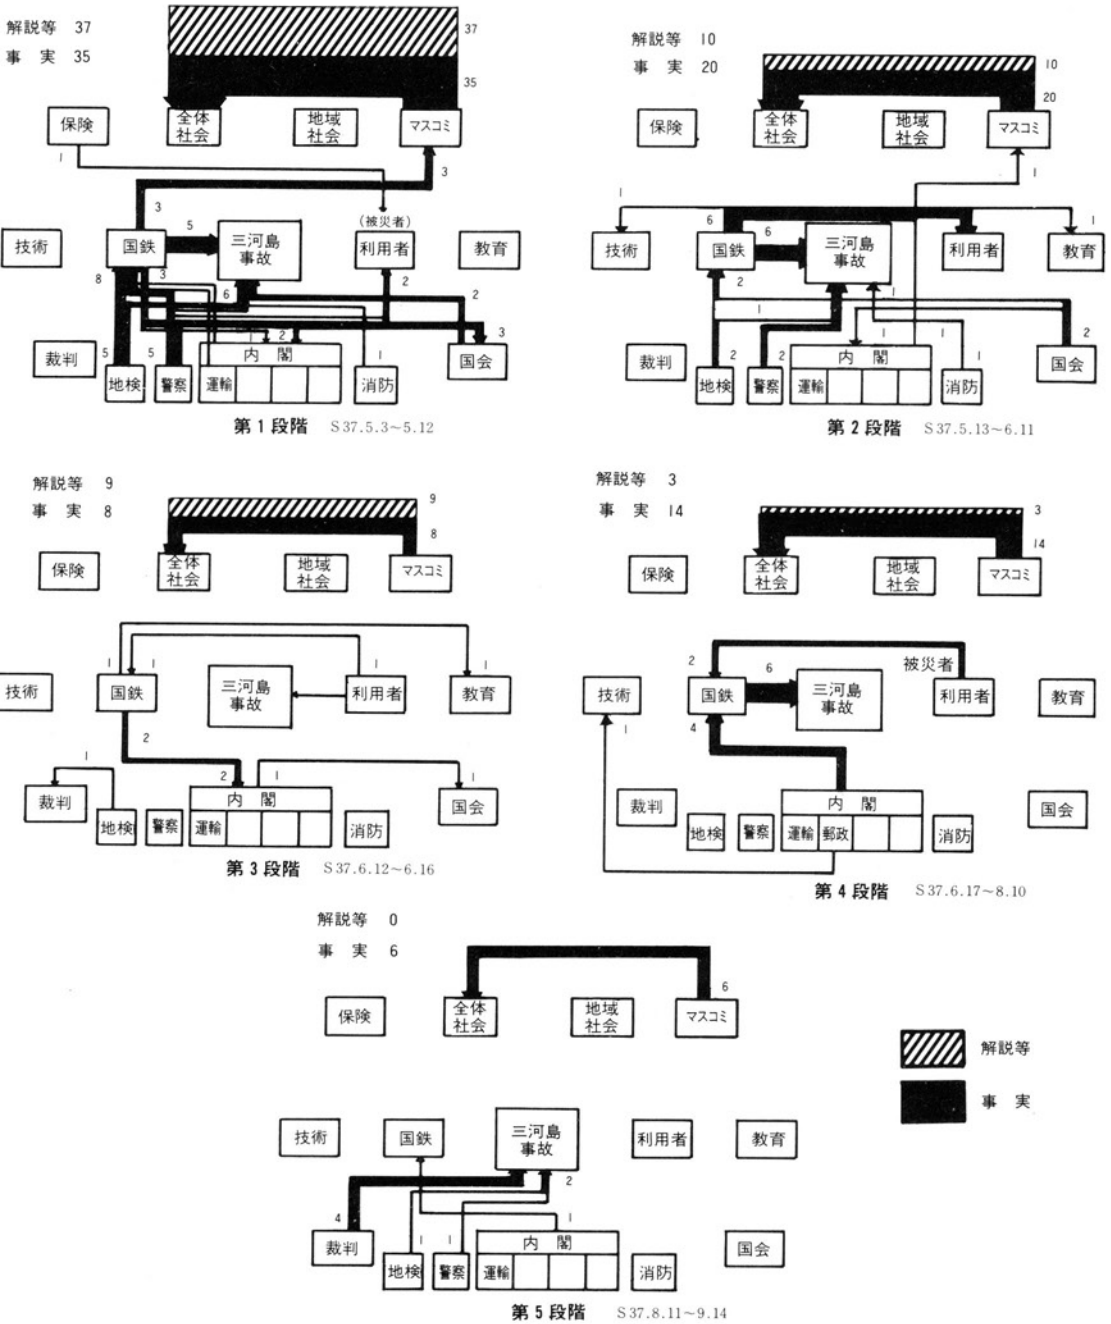 解説等 37
事 実 35
37
35
保険
全体
社会
地域
社会
マスコミ
1
3
3
5
(被災者)
技術
国鉄
三河島
事故
利用者
教育
8
3
6
2
2
3
1
2
1
5
5
裁判
地検
警察
内 閣
運輸
消防
国会
第1段階 S37.5.3~5.12
解説等 10
事 実 20
10
20
保険
全体
社会
地域
社会
マスコミ
1
1
6
6
1
技術
国鉄
三河島
事故
利用者
教育
2
1
1
1
1
2
2
2
裁判
地検
警察
内 閣
運輸
消防
国会
第2段階 S37.5.13~6.11
解説等 9
事 実 8
9
8
保険
全体
社会
地域
社会
マスコミ
1
1
1
1
技術
国鉄
三河島
事故
利用者
教育
2
1
2
1
1
裁判
地検
警察
内 閣
運輸
消防
国会
第3段階 S37.6.12~6.16
解説等 3
事 実 14
3
14
保険
全体
社会
地域
社会
マスコミ
2
6
被災者
技術
国鉄
三河島
事故
利用者
教育
1
4
裁判
地検
警察
内 閣
運輸
郵政
消防
国会
第4段階 S37.6.17~8.10
解説等 0
事 実 6
6
保険
全体
社会
地域
社会
マスコミ
解説等
事 実
技術
国鉄
三河島
事故
利用者
教育
2
4
1
1
1
裁判
地検
警察
内 閣
運輸
消防
国会
第5段階 S37.8.11~9.14